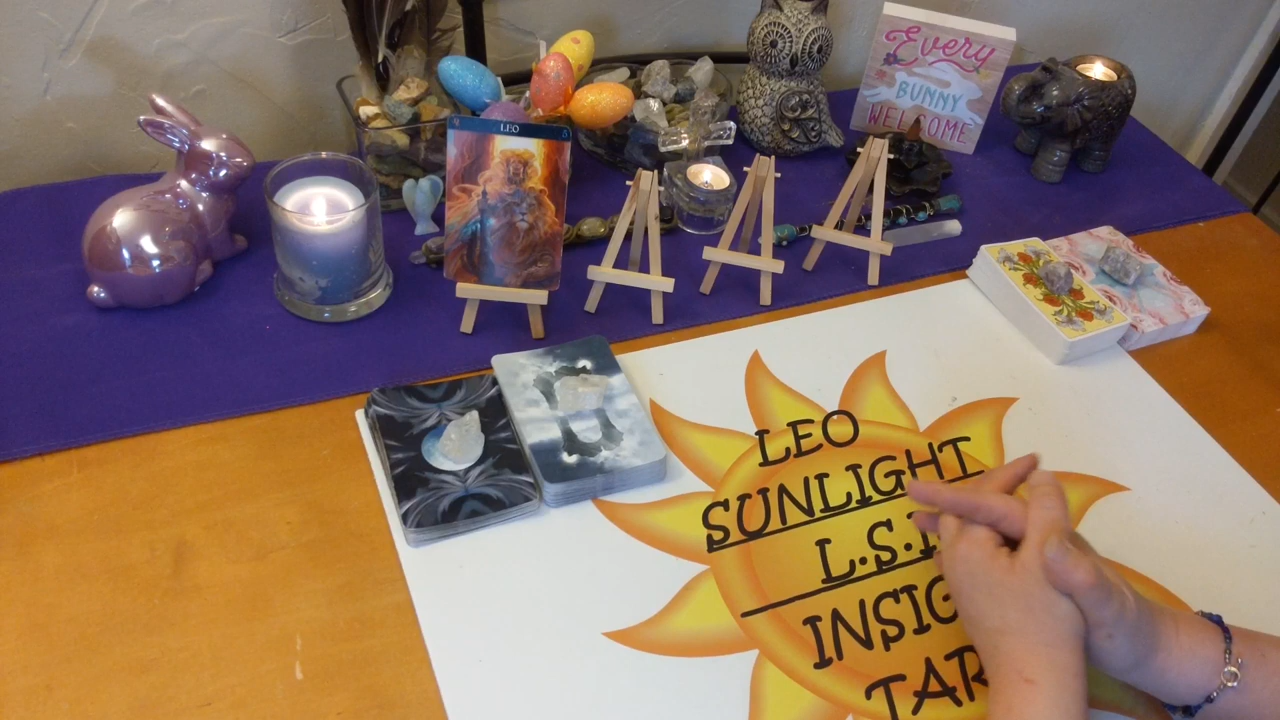 Every
BUNNY
WELCOME
LEO
LEO
SUNLIGHT
L.S.I.
INSIG
TAR